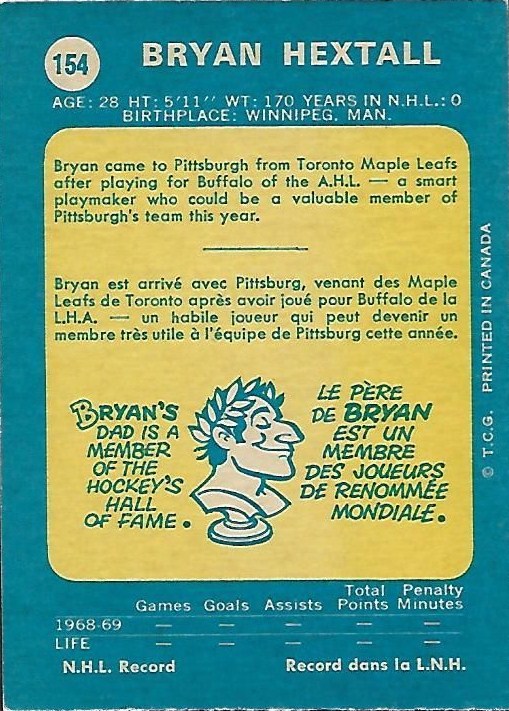 154
BRYAN HEXTALL
AGE: 28 HT: 5'11'' WT: 170 YEARS IN N.H.L.: 0
BIRTHPLACE: WINNIPEG, MAN.
Bryan came to Pittsburgh from Toronto Maple Leafs
after playing for Buffalo of the A.H.L. — a smart
playmaker who could be a valuable member of
Pittsburgh's team this year.
Bryan est arrivé avec Pittsburg, venant des Maple
Leafs de Toronto après avoir joué pour Buffalo de la
L.H.A. — un habile joueur qui peut devenir un
membre très utile à l'équipe de Pittsburg cette année.
BRYAN'S
DAD IS A
MEMBER
OF THE
HOCKEY'S
HALL
OF FAME.
LE PÈRE
DE BRYAN
EST UN
MEMBRE
DES JOUEURS
DE RENOMMÉE
MONDIALE.
© T.C.G. PRINTED IN CANADA
Total Penalty
Games Goals Assists Points Minutes
1968-69 — — — — —
LIFE — — — — —
N.H.L. Record Record dans la L.N.H.